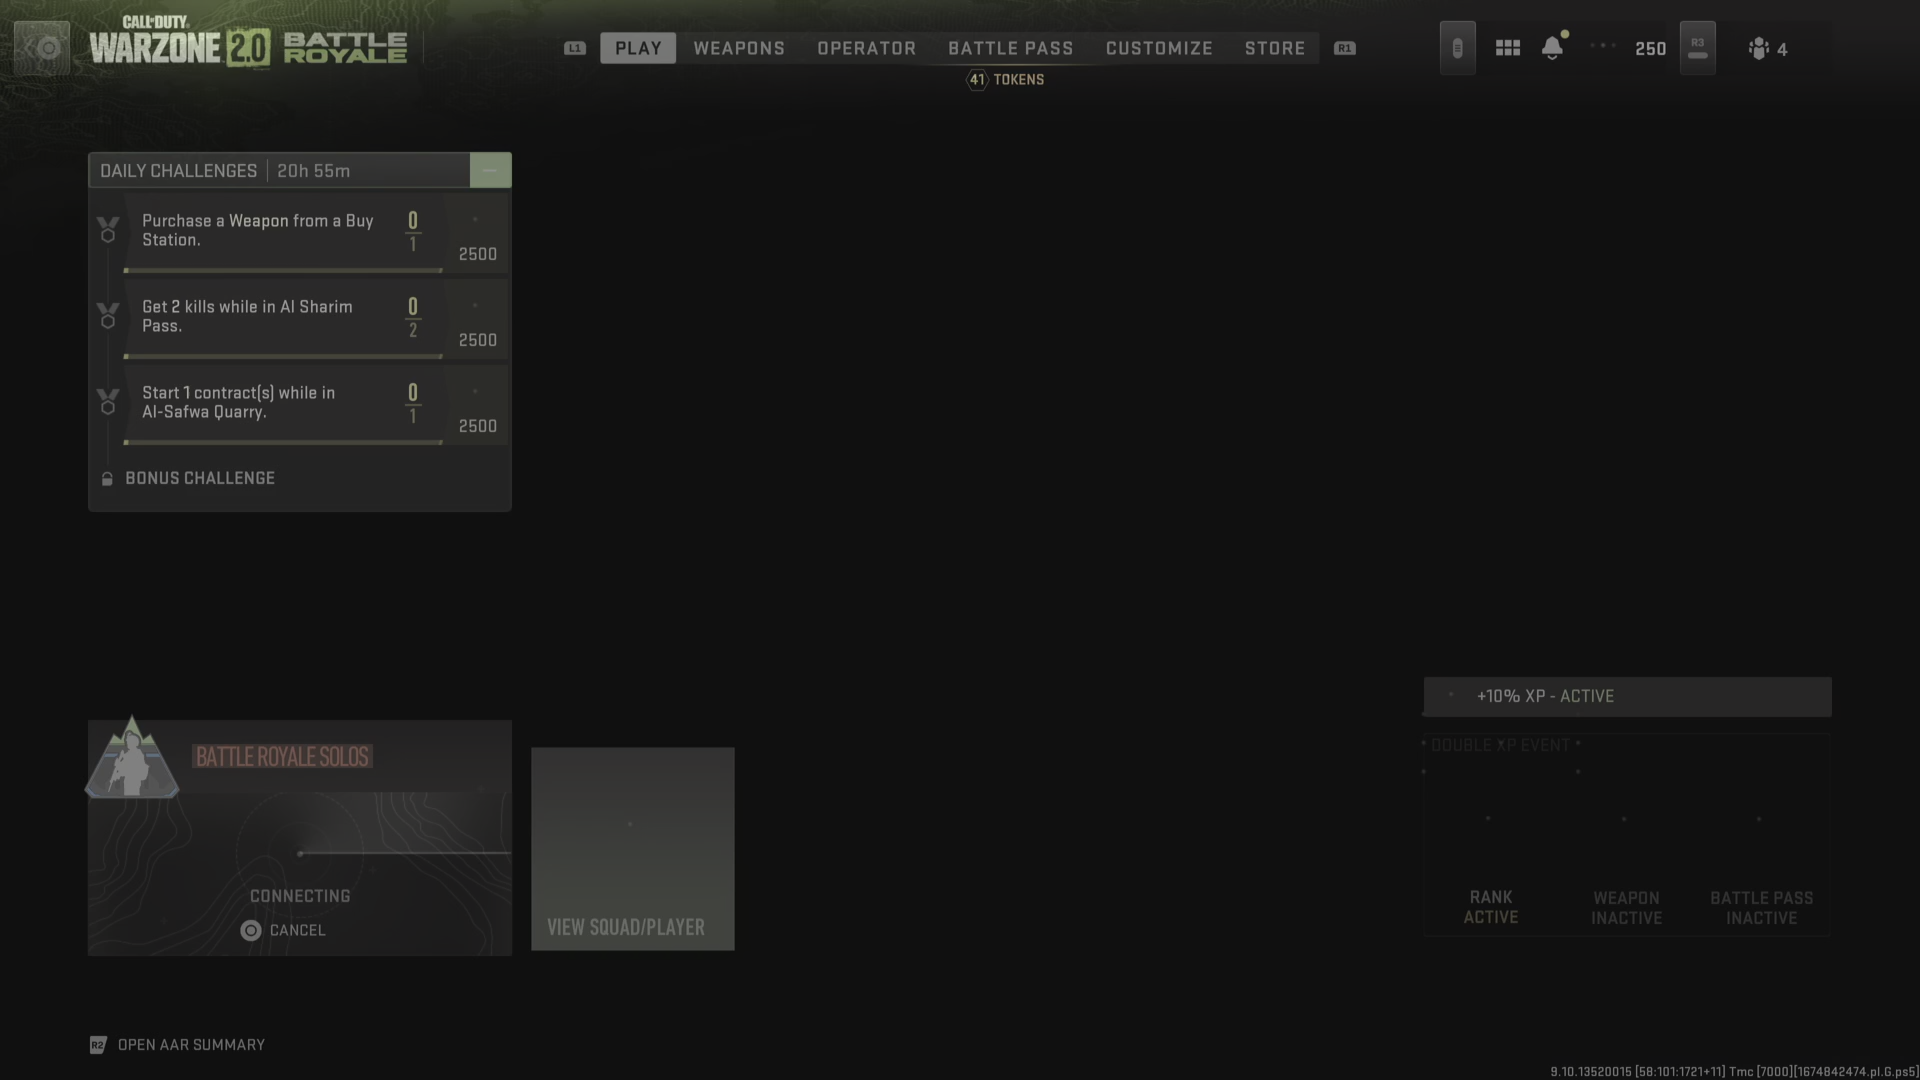 CALL OF DUTY
WARZONE 2.0 BATTLE ROYALE
L1 PLAY WEAPONS OPERATOR BATTLE PASS CUSTOMIZE STORE R1
250 R3 4
41 TOKENS
DAILY CHALLENGES 20h 55m
Purchase a Weapon from a Buy
Station.
0
1
2500
Get 2 kills while in Al Sharim
Pass.
0
2
2500
Start 1 contract(s) while in
Al-Safwa Quarry.
0
1
2500
BONUS CHALLENGE
+10% XP - ACTIVE
DOUBLE XP EVENT
BATTLE ROYALE SOLOS
CONNECTING
CANCEL
VIEW SQUAD/PLAYER
RANK
ACTIVE
WEAPON
INACTIVE
BATTLE PASS
INACTIVE
R2 OPEN AAR SUMMARY
9.10.13520015 [58:101:1721+11] Tmc [7000][1674842474.pl.G.ps5]